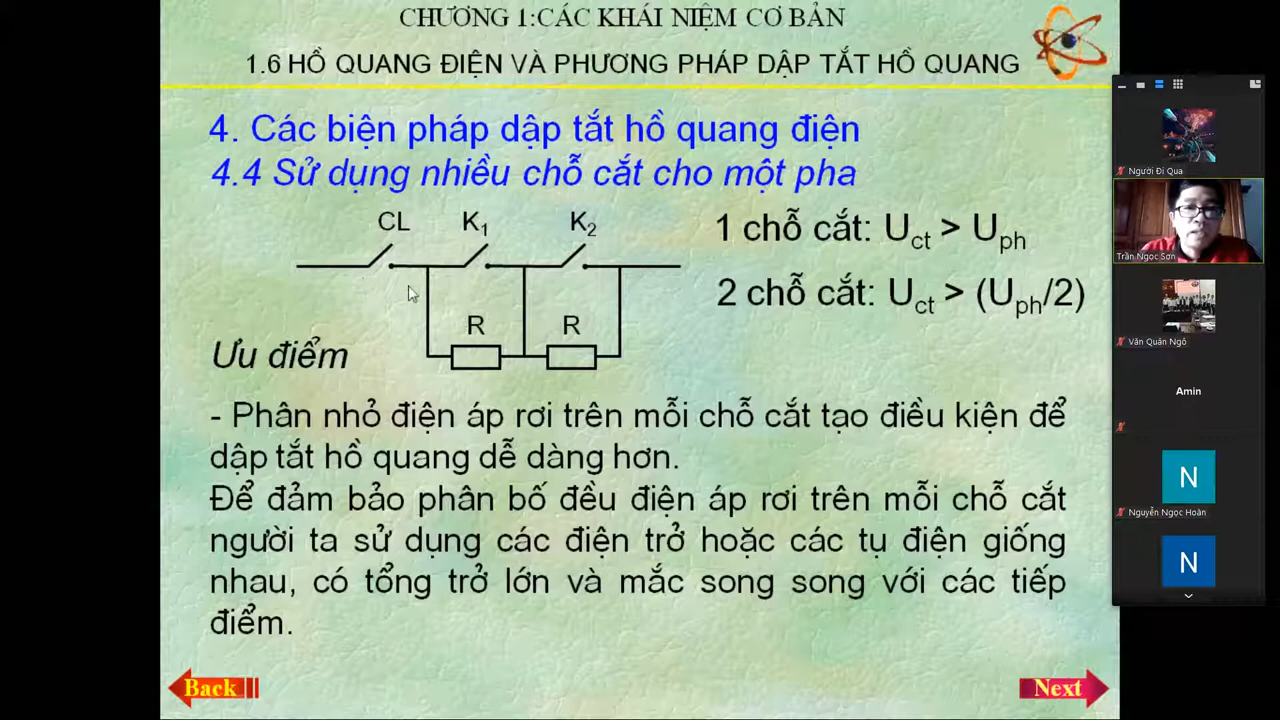 CHƯƠNG 1:CÁC KHÁI NIỆM CƠ BẢN
1.6 HỒ QUANG ĐIỆN VÀ PHƯƠNG PHÁP DẬP TẮT HỒ QUANG
4. Các biện pháp dập tắt hồ quang điện
4.4 Sử dụng nhiều chỗ cắt cho một pha
CL K1 K2
1 chỗ cắt: Uct > Uph
2 chỗ cắt: Uct > (Uph/2)
R R
Ưu điểm
- Phân nhỏ điện áp rơi trên mỗi chỗ cắt tạo điều kiện để
dập tắt hồ quang dễ dàng hơn.
Để đảm bảo phân bố đều điện áp rơi trên mỗi chỗ cắt
người ta sử dụng các điện trở hoặc các tụ điện giống
nhau, có tổng trở lớn và mắc song song với các tiếp
điểm.
Back
Next
Người Đi Qua
Trần Ngọc Sơn
Văn Quân Ngô
Amin
N
Nguyễn Ngọc Hoàn
N